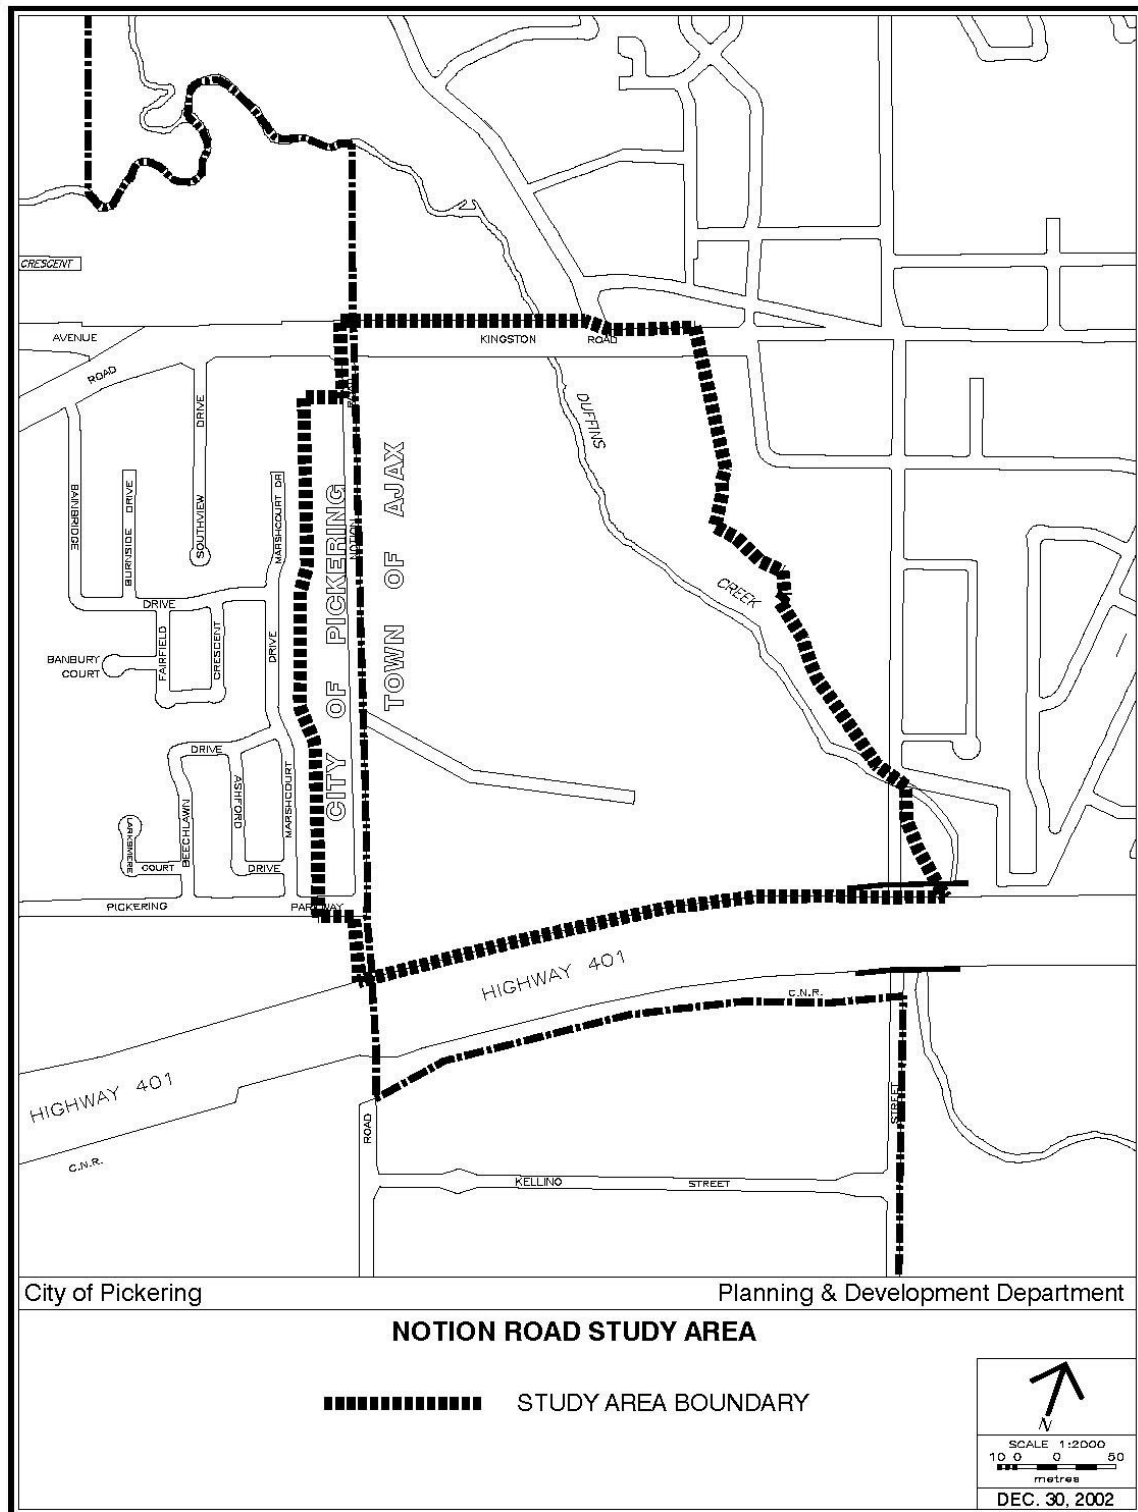 CRESCENT
AVENUE
KINGSTON ROAD
ROAD
DRIVE
DUFFINS
CREEK
BAINBRIDGE
BURNSIDE DRIVE
SOUTHVIEW
MARSHCOURT DR
NOTION
ROAD
CITY OF PICKERING
TOWN OF AJAX
DRIVE
FAIRFIELD
CRESCENT
DRIVE
BANBURY
COURT
DRIVE
ASHFORD
MARSHCOURT
BEECHLAWN
LARKSMERE
COURT
DRIVE
PICKERING
PARKWAY
HIGHWAY 401
C.N.R.
HIGHWAY 401
C.N.R.
ROAD
STREET
KELLINO STREET
City of Pickering
Planning & Development Department
NOTION ROAD STUDY AREA
STUDY AREA BOUNDARY
N
SCALE 1:2000
10 0 0 50
metres
DEC. 30, 2002